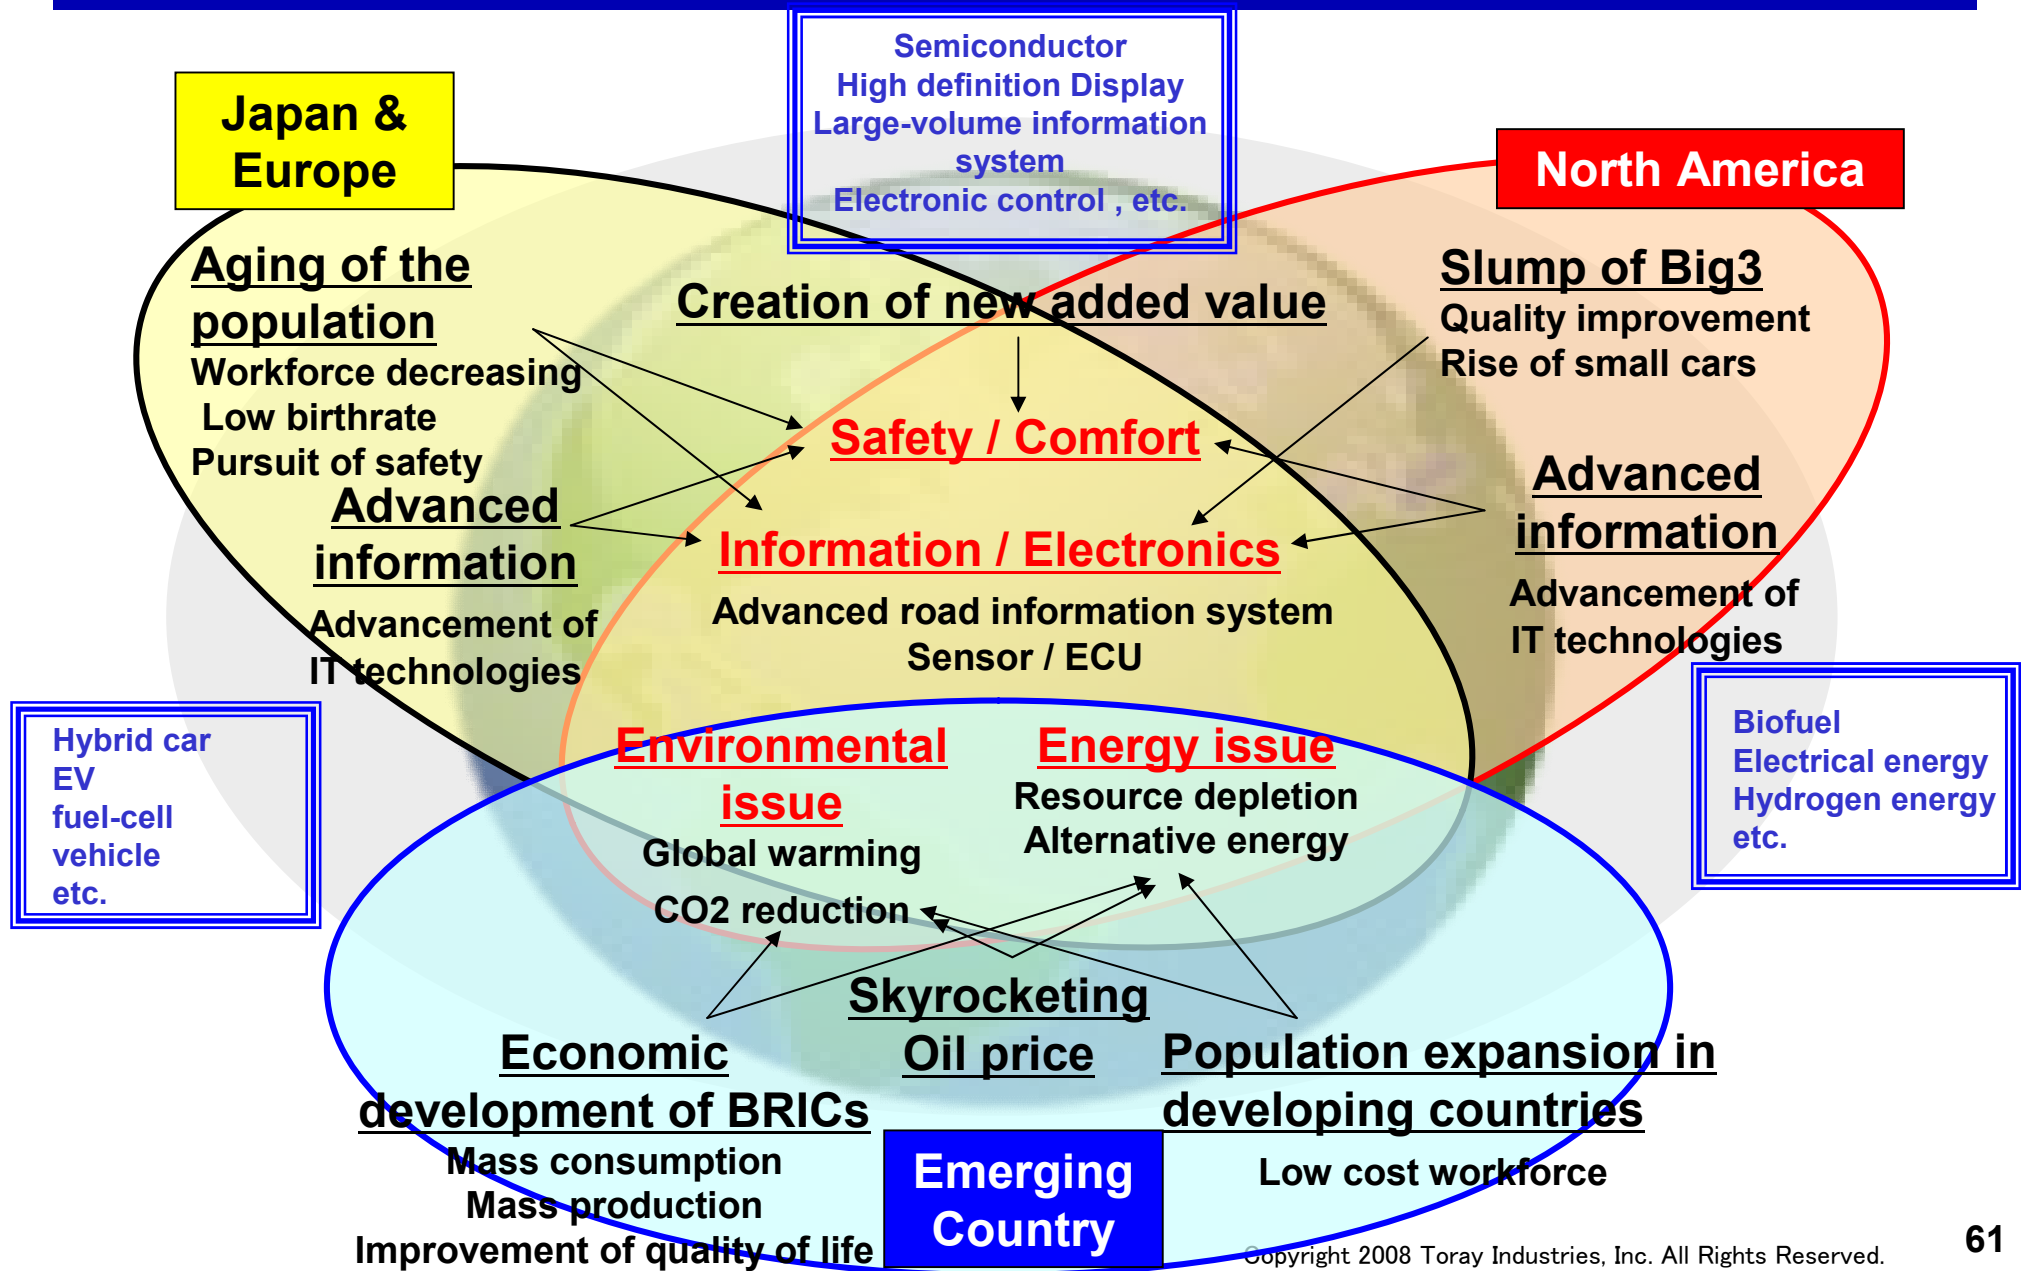 Semiconductor
High definition Display
Large-volume information
system
Electronic control , etc.
Japan &
Europe
North America
Aging of the
population
Workforce decreasing
Low birthrate
Pursuit of safety
Advanced
information
Advancement of
IT technologies
Creation of new added value
Slump of Big3
Quality improvement
Rise of small cars
Safety / Comfort
Information / Electronics
Advanced road information system
Sensor / ECU
Advanced
information
Advancement of
IT technologies
Hybrid car
EV
fuel-cell
vehicle
etc.
Environmental
issue
Global warming
CO2 reduction
Energy issue
Resource depletion
Alternative energy
Biofuel
Electrical energy
Hydrogen energy
etc.
Skyrocketing
Oil price
Economic
development of BRICs
Mass consumption
Mass production
Improvement of quality of life
Population expansion in
developing countries
Low cost workforce
Emerging
Country
Copyright 2008 Toray Industries, Inc. All Rights Reserved.
61